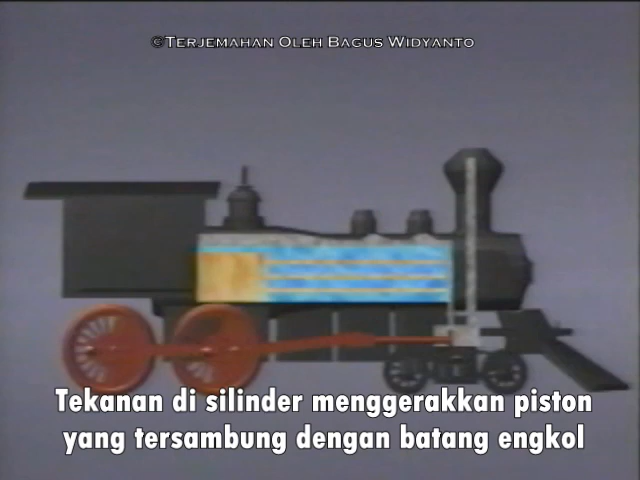 ©Terjemahan Oleh Bagus Widyanto
Tekanan di silinder menggerakkan piston
yang tersambung dengan batang engkol